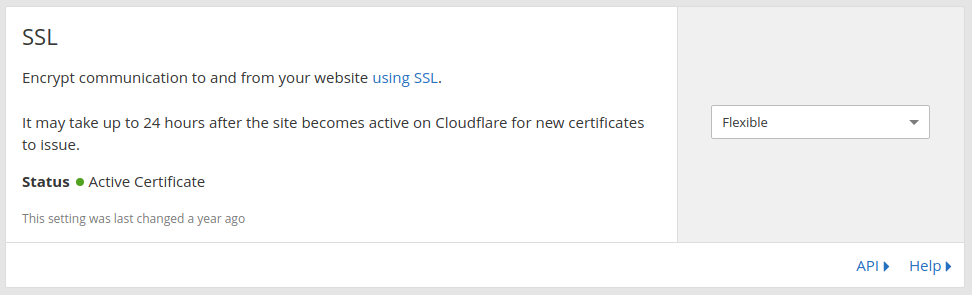 SSL
Encrypt communication to and from your website using SSL.
It may take up to 24 hours after the site becomes active on Cloudflare for new certificates
to issue.
Status Active Certificate
This setting was last changed a year ago
Flexible
API
Help